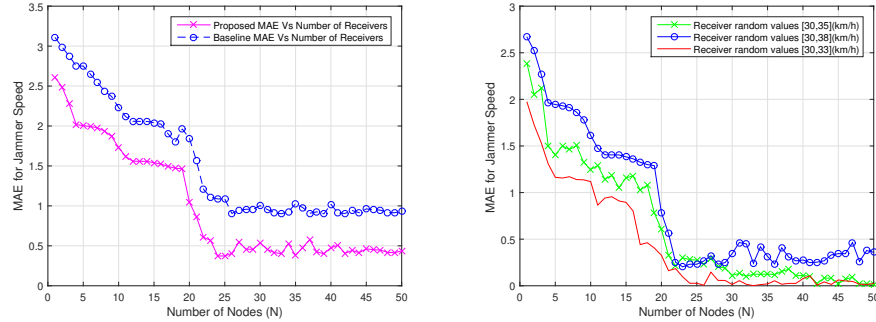 Proposed MAE Vs Number of Receivers
Baseline MAE Vs Number of Receivers
3.5
3
2.5
2
1.5
1
0.5
0
MAE for Jammer Speed
0 5 10 15 20 25 30 35 40 45 50
Number of Nodes (N)
Receiver random values [30,35](km/h)
Receiver random values [30,38](km/h)
Receiver random values [30,33](km/h)
3
2.5
2
1.5
1
0.5
0
MAE for Jammer Speed
0 5 10 15 20 25 30 35 40 45 50
Number of Nodes (N)